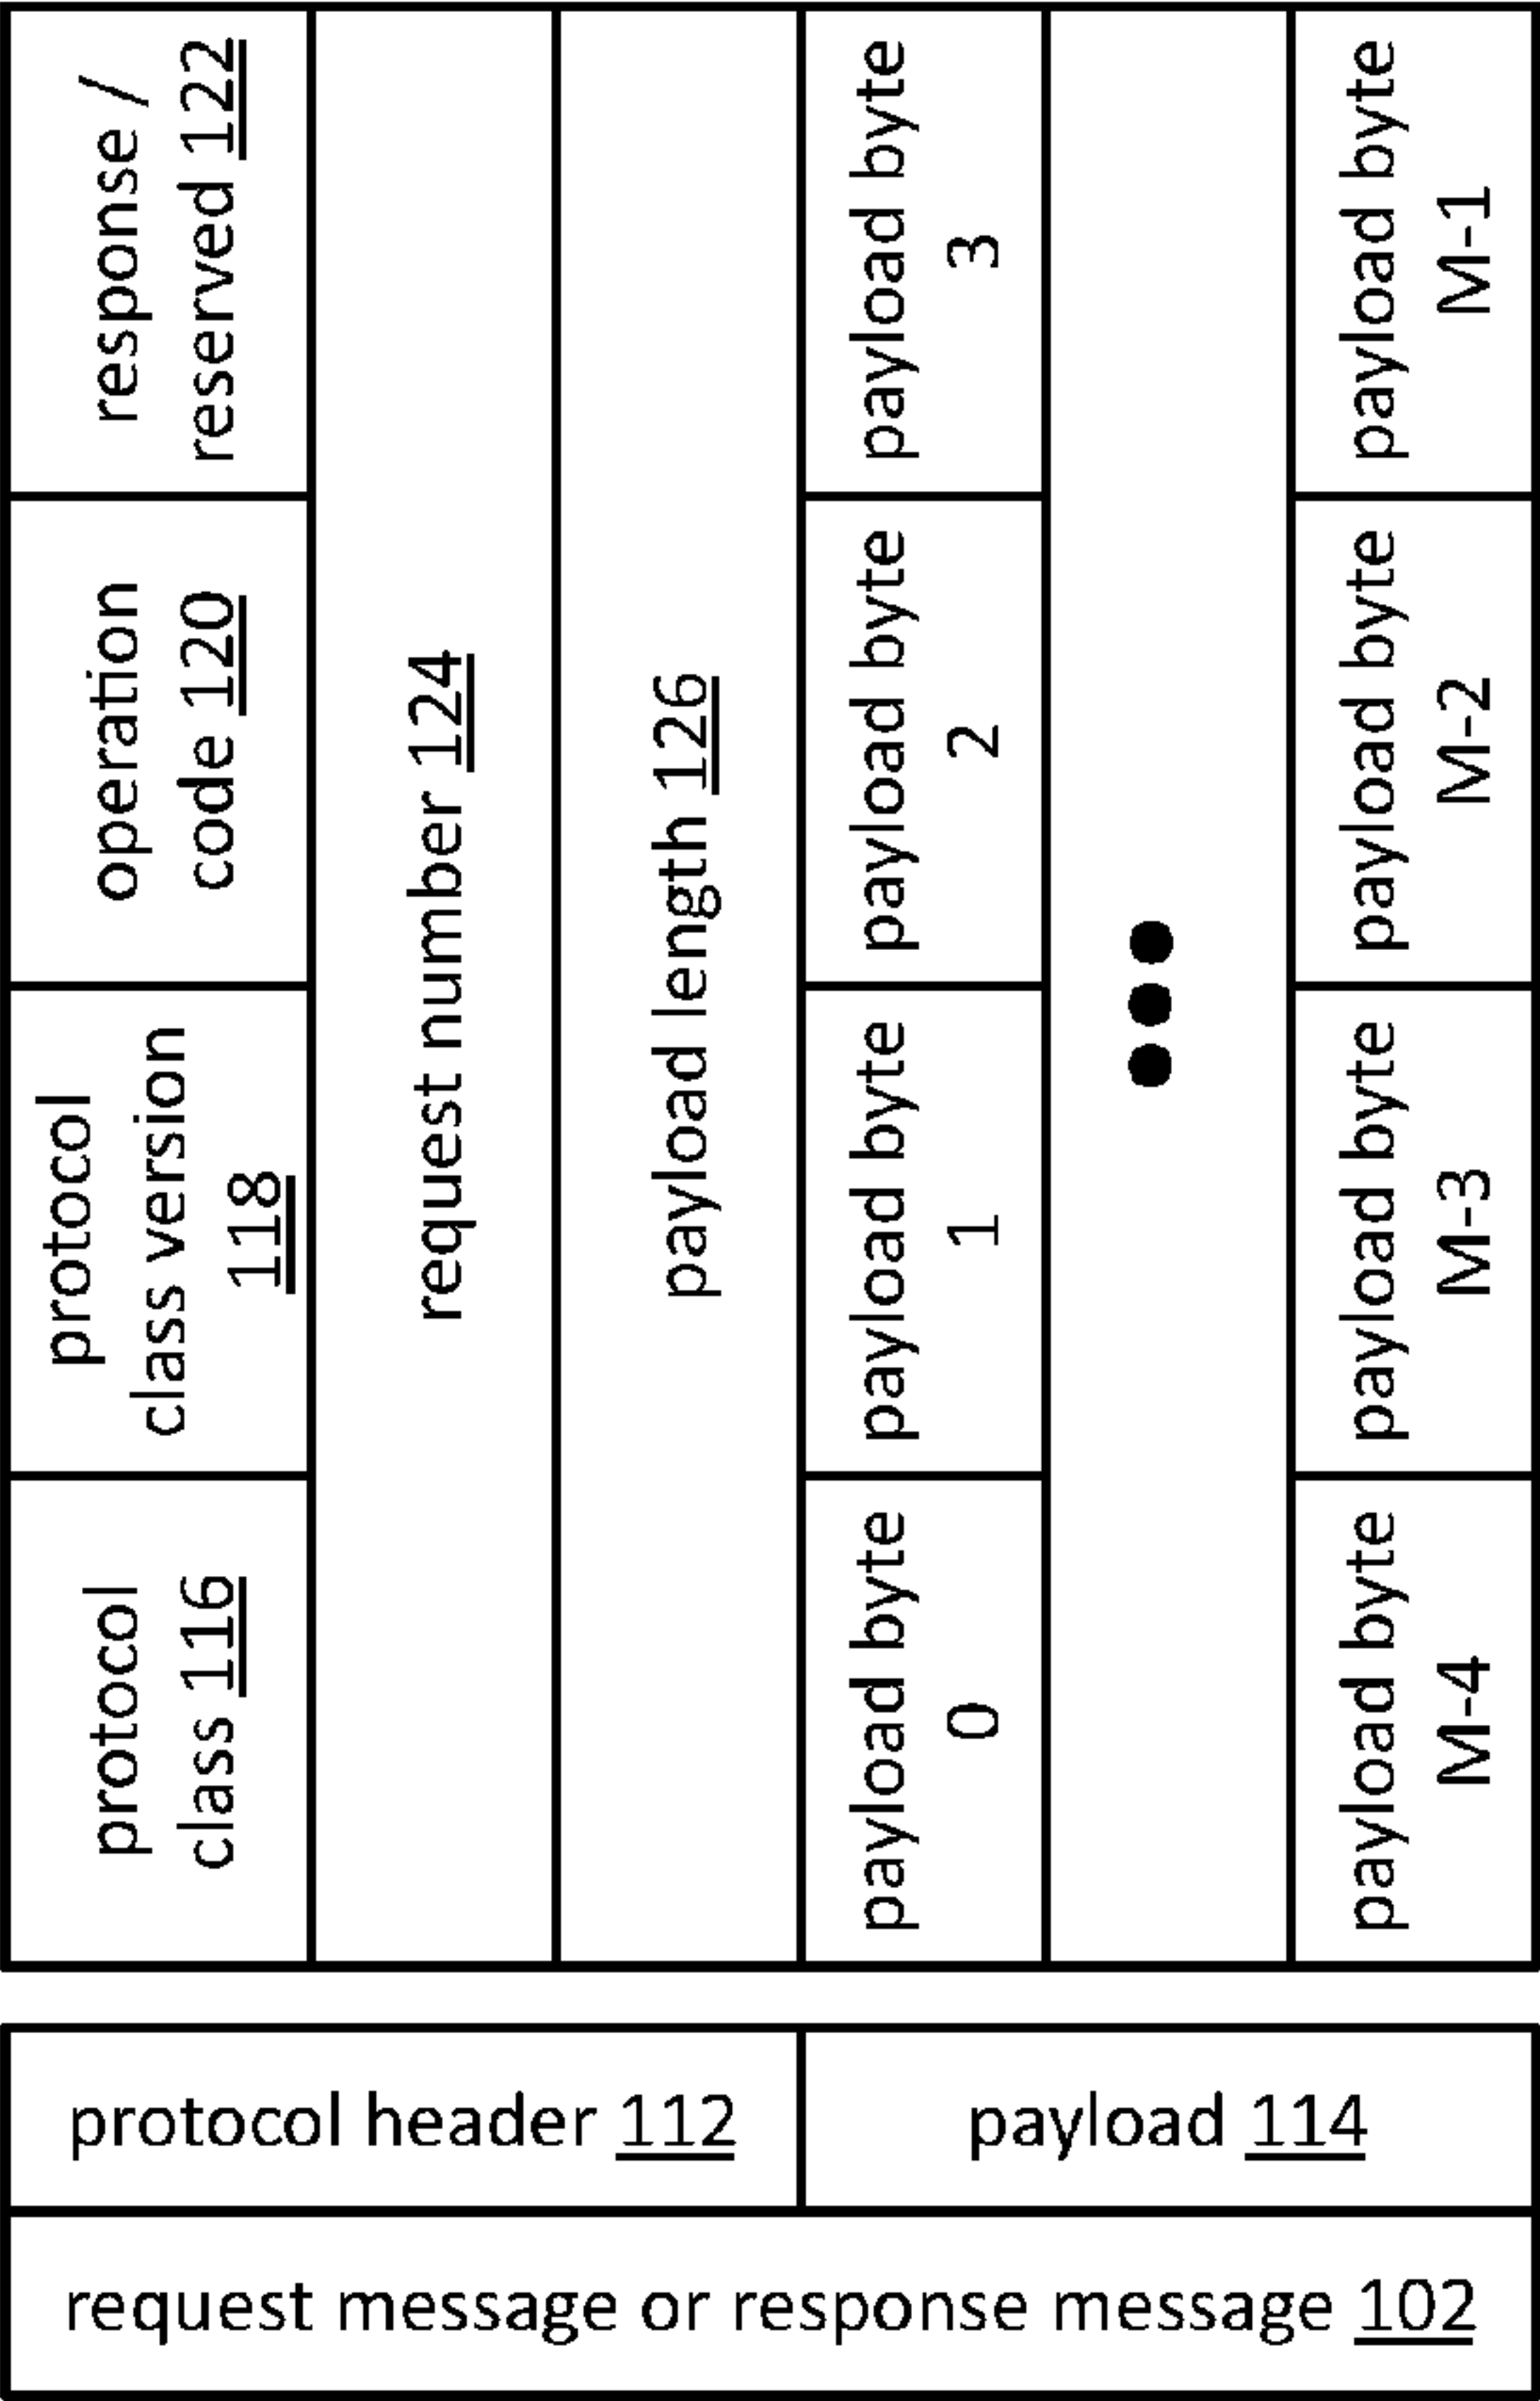 request message or response message 102
protocol header 112
payload 114
protocol
class 116
protocol
class version
118
operation
code 120
response /
reserved 122
request number 124
payload length 126
payload byte
0
payload byte
1
payload byte
2
payload byte
3
payload byte
M-4
payload byte
M-3
payload byte
M-2
payload byte
M-1